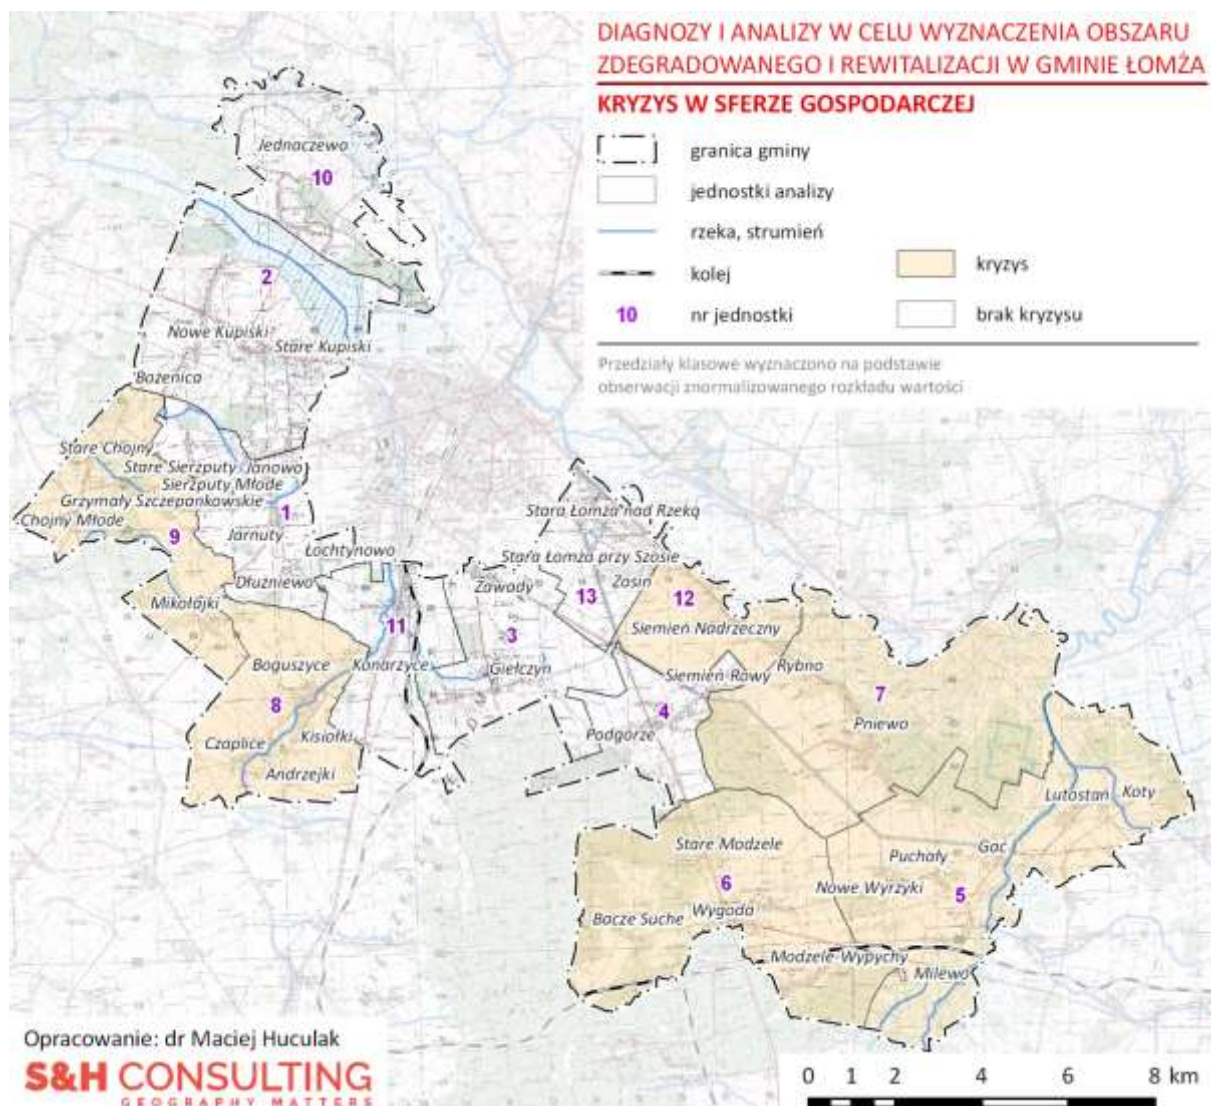 DIAGNOZY I ANALIZY W CELU WYZNACZENIA OBSZARU
ZDEGRADOWANEGO I REWITALIZACJI W GMINIE ŁOMŻA
KRYZYS W SFERZE GOSPODARCZEJ
granica gminy
jednostki analizy
rzeka, strumień
kolej
10 nr jednostki
kryzys
brak kryzysu
Przedziały klasowe wyznaczono na podstawie
obserwacji znormalizowanego rozkładu wartości
Jednaczewo
10
2
Nowe Kupiski
Stare Kupiski
Bożenica
Stare Chojny
Stare Sierzputy Janowo
Sierzputy Młode
Grzymały Szczepankowskie
Chojny Młode
1
9
Jarnuty
Łochtynowo
Dłużniewo
Mikołajki
Stara Łomża nad Rzeką
Stara Łomża przy Szosie
Zawady
Zosin
13
12
11
3
Siemień Nadrzeczny
Boguszyce
Konarzyce
Giełczyn
Siemień Rowy
Rybno
7
8
4
Pniewo
Czaplice
Kisiołki
Podgórze
Andrzejki
Lutostań
Koty
Stare Modzele
Puchały
Gać
6
Nowe Wyrzyki
5
Bacze Suche
Wygoda
Modzele-Wypychy
Milewo
Opracowanie: dr Maciej Huculak
S&H CONSULTING
GEOGRAPHY MATTERS
0 1 2 4 6 8 km